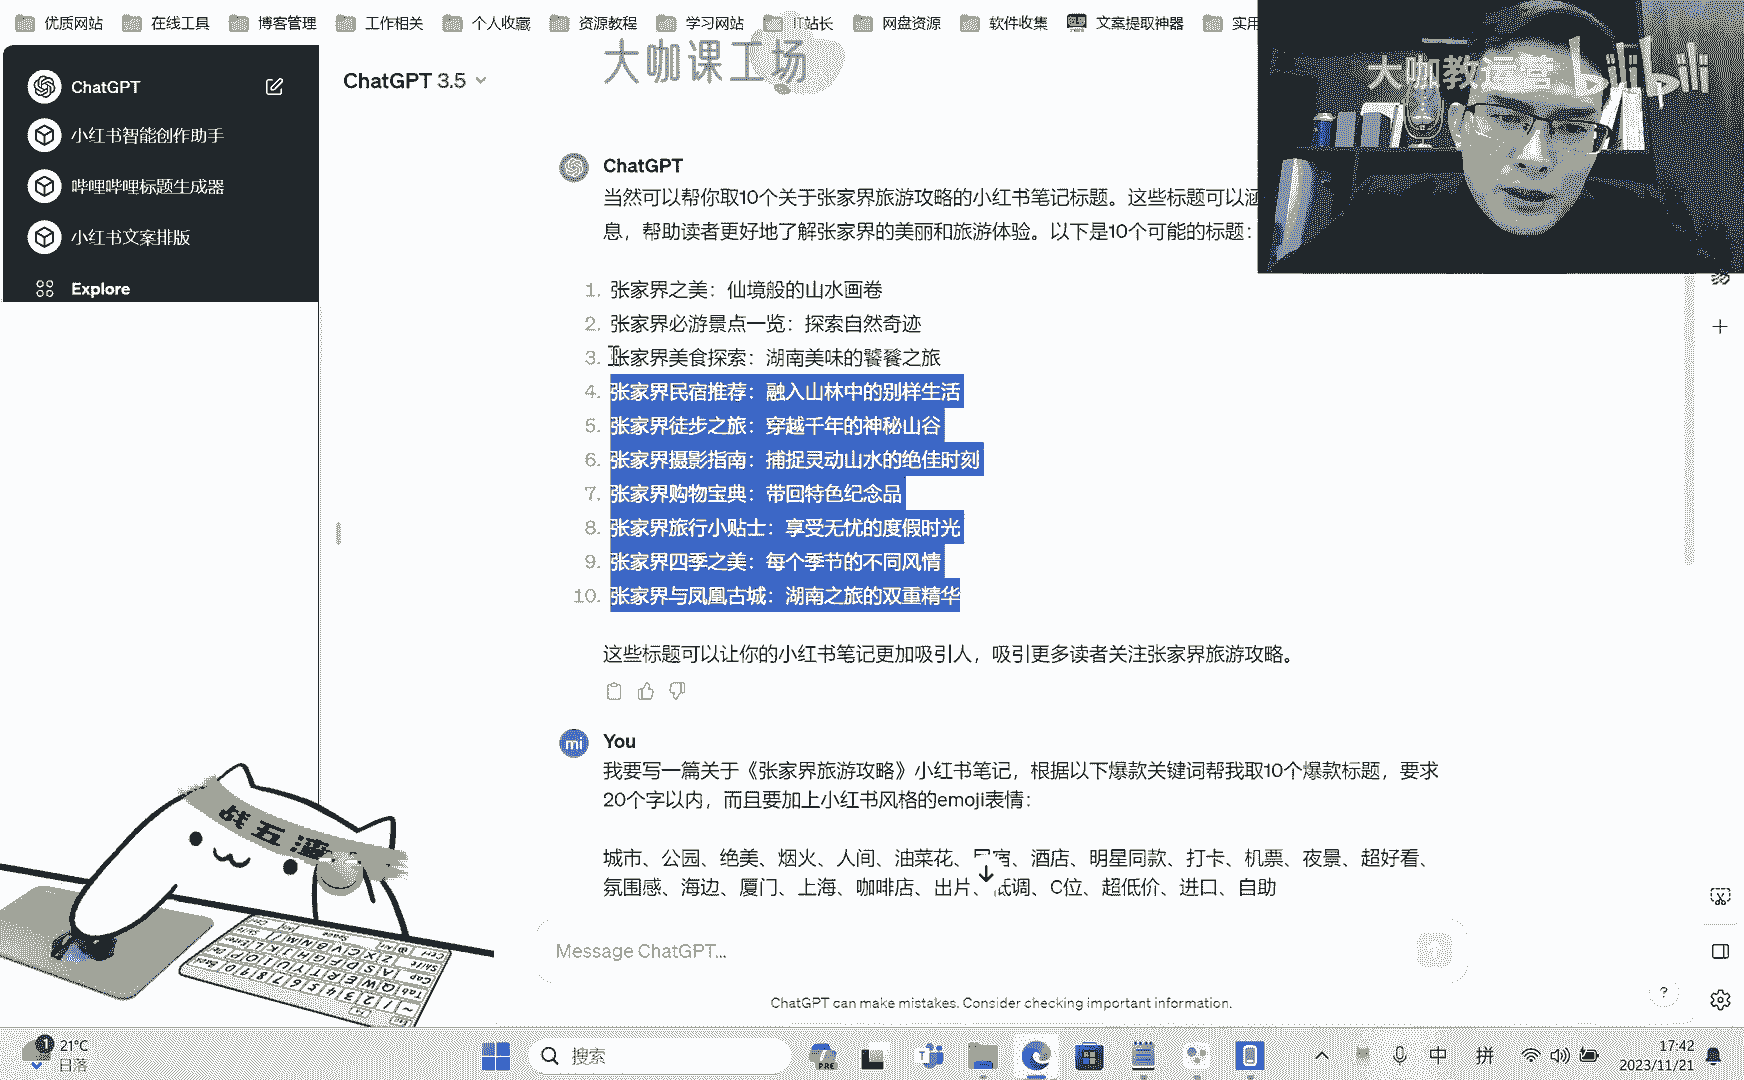 优质网站 在线工具 博客管理 工作相关 个人收藏 资源教程 学习网站 IT站长 网盘资源 软件收集 文案提取神器 实用
大咖课工场
大咖教运营 bilibili
ChatGPT
小红书智能创作助手
哔哩哔哩标题生成器
小红书文案排版
Explore
ChatGPT 3.5
ChatGPT
当然可以帮你取10个关于张家界旅游攻略的小红书笔记标题。这些标题可以涵
息，帮助读者更好地了解张家界的美丽和旅游体验。以下是10个可能的标题：
1. 张家界之美：仙境般的山水画卷
2. 张家界必游景点一览：探索自然奇迹
3. 张家界美食探索：湖南美味的饕餮之旅
4. 张家界民宿推荐：融入山林中的别样生活
5. 张家界徒步之旅：穿越千年的神秘山谷
6. 张家界摄影指南：捕捉灵动山水的绝佳时刻
7. 张家界购物宝典：带回特色纪念品
8. 张家界旅行小贴士：享受无忧的度假时光
9. 张家界四季之美：每个季节的不同风情
10. 张家界与凤凰古城：湖南之旅的双重精华
这些标题可以让你的小红书笔记更加吸引人，吸引更多读者关注张家界旅游攻略。
mi
You
我要写一篇关于《张家界旅游攻略》小红书笔记，根据以下爆款关键词帮我取10个爆款标题，要求
20个字以内，而且要加上小红书风格的emoji表情：
城市、公园、绝美、烟火、人间、油菜花、宿、酒店、明星同款、打卡、机票、夜景、超好看、
氛围感、海边、厦门、上海、咖啡店、出片、低调、C位、超低价、进口、自助
Message ChatGPT...
ChatGPT can make mistakes. Consider checking important information.
?
战五渣
1
21°C
日落
搜索
PRE
中 拼
17:42
2023/11/21